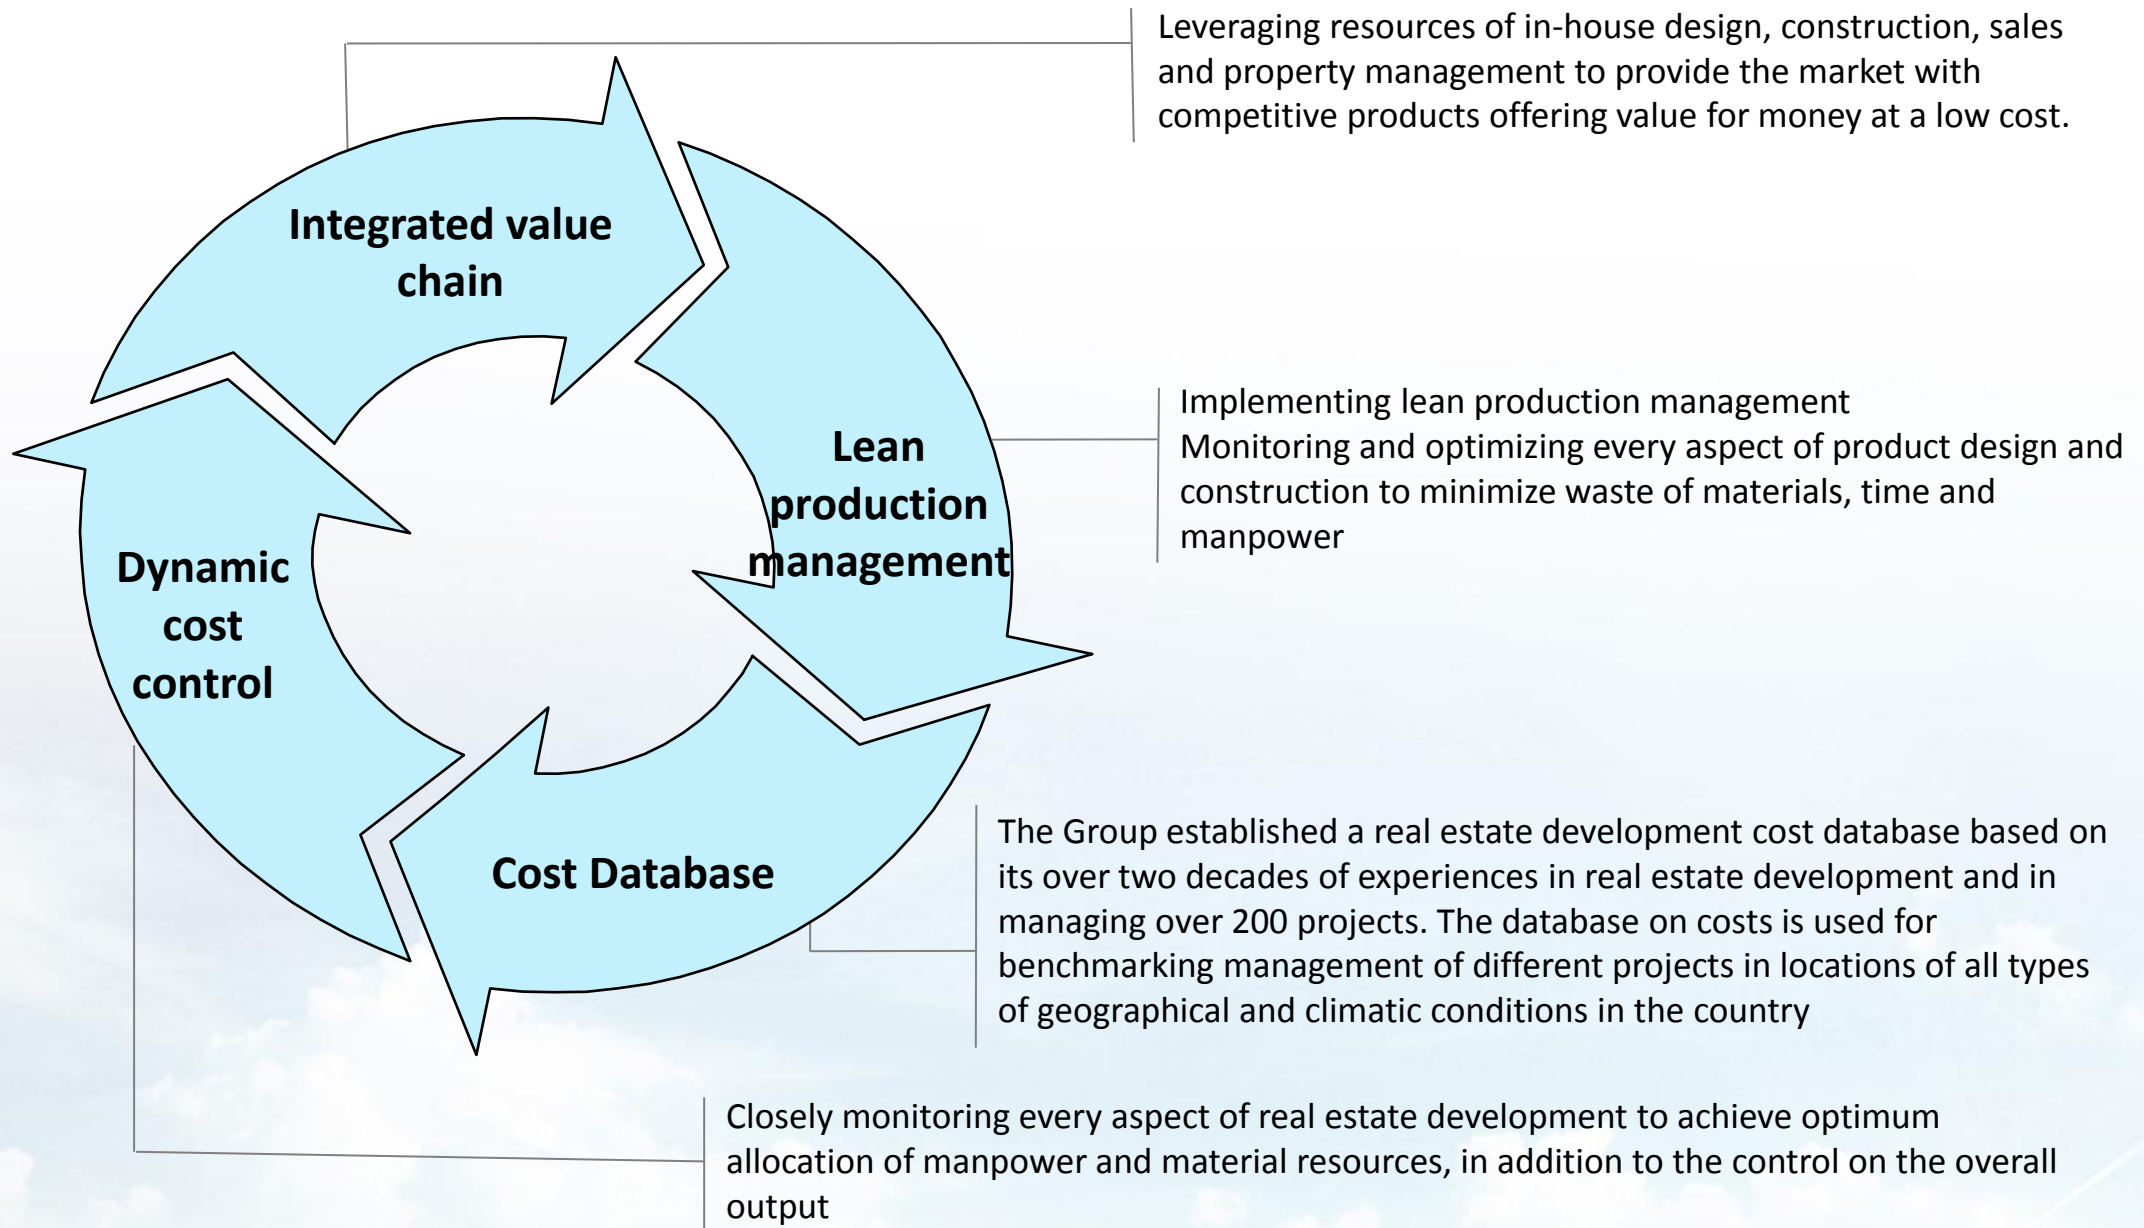 Leveraging resources of in-house design, construction, sales
and property management to provide the market with
competitive products offering value for money at a low cost.
Integrated value
chain
Implementing lean production management
Monitoring and optimizing every aspect of product design and
construction to minimize waste of materials, time and
manpower
Lean
production
management
Dynamic
cost
control
Cost Database
The Group established a real estate development cost database based on
its over two decades of experiences in real estate development and in
managing over 200 projects. The database on costs is used for
benchmarking management of different projects in locations of all types
of geographical and climatic conditions in the country
Closely monitoring every aspect of real estate development to achieve optimum
allocation of manpower and material resources, in addition to the control on the overall
output